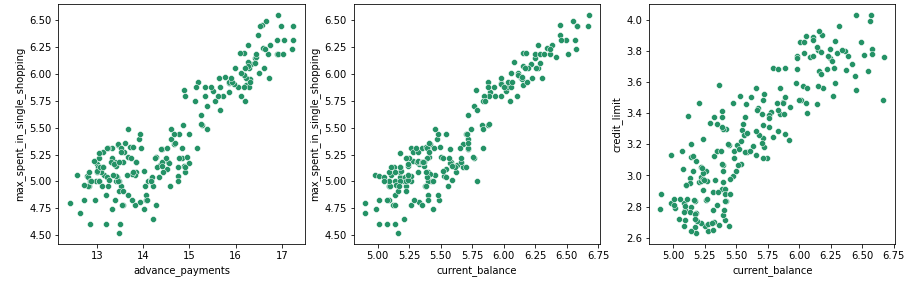 6.50
6.25
6.00
5.75
5.50
5.25
5.00
4.75
4.50
max_spent_in_single_shopping
13 14 15 16 17
advance_payments
6.50
6.25
6.00
5.75
5.50
5.25
5.00
4.75
4.50
max_spent_in_single_shopping
5.00 5.25 5.50 5.75 6.00 6.25 6.50 6.75
current_balance
4.0
3.8
3.6
3.4
3.2
3.0
2.8
2.6
credit_limit
5.00 5.25 5.50 5.75 6.00 6.25 6.50 6.75
current_balance